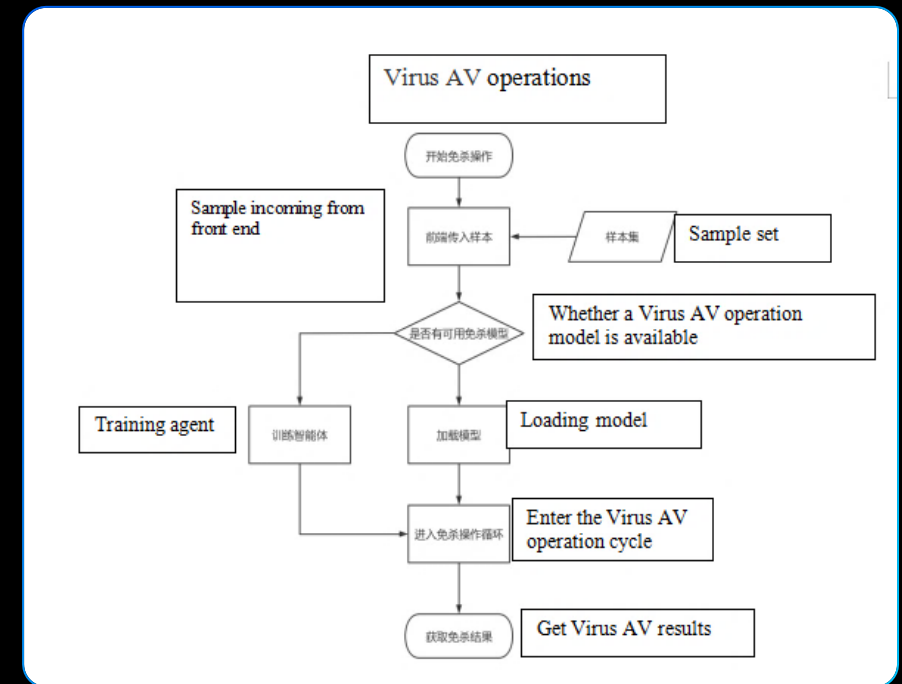 Virus AV operations
开始免杀操作
Sample incoming from
front end
前端传入样本
样本集
Sample set
是否有可用免杀模型
Whether a Virus AV operation
model is available
Training agent
训练智能体
加载模型
Loading model
进入免杀操作循环
Enter the Virus AV
operation cycle
获取免杀结果
Get Virus AV results